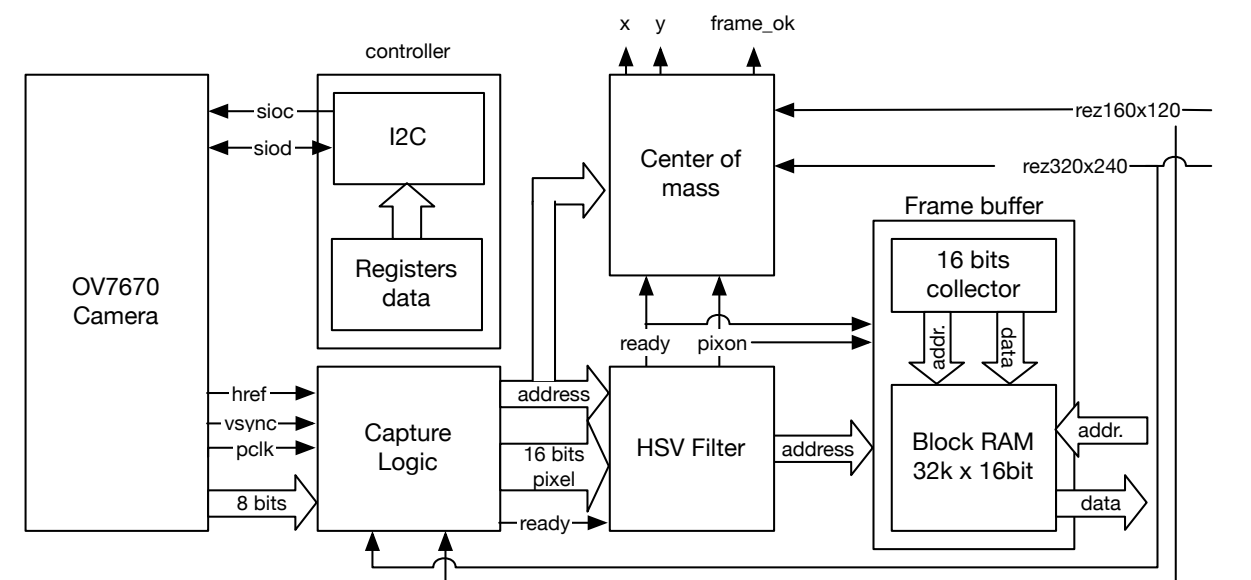 x y frame_ok
controller
sioc
I2C
siod
rez160x120
Center of
mass
rez320x240
Frame buffer
Registers
data
16 bits
collector
OV7670
Camera
addr.
data
ready pixon
href
vsync
pclk
8 bits
Capture
Logic
address
16 bits
pixel
ready
HSV Filter
address
Block RAM
32k x 16bit
addr.
data